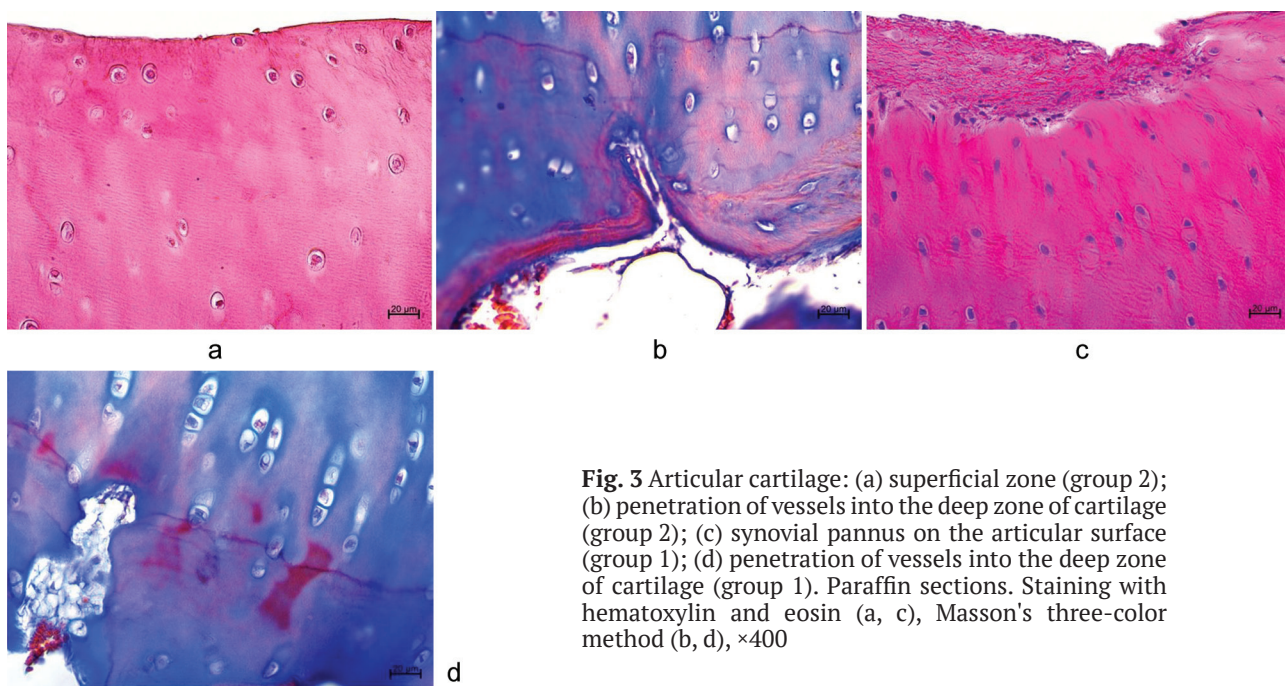 20 µm
20 µm
20 µm
a
b
c
20 µm
d
Fig. 3 Articular cartilage: (a) superficial zone (group 2);
(b) penetration of vessels into the deep zone of cartilage
(group 2); (c) synovial pannus on the articular surface
(group 1); (d) penetration of vessels into the deep zone
of cartilage (group 1). Paraffin sections. Staining with
hematoxylin and eosin (a, c), Masson's three-color
method (b, d), ×400